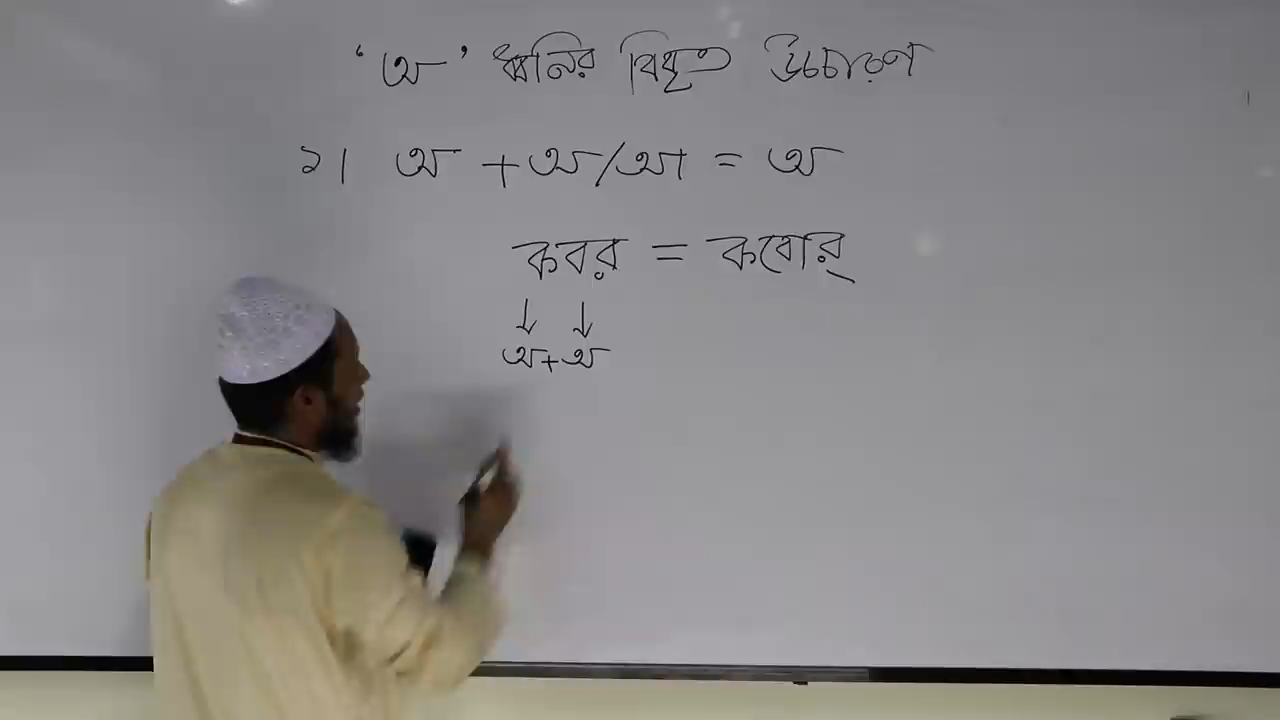 ‘অ’ ধ্বনির বিবৃত উচ্চারণ
১। অ + অ/আ = অ
কবর = কবোর্
↓ ↓
অ+অ